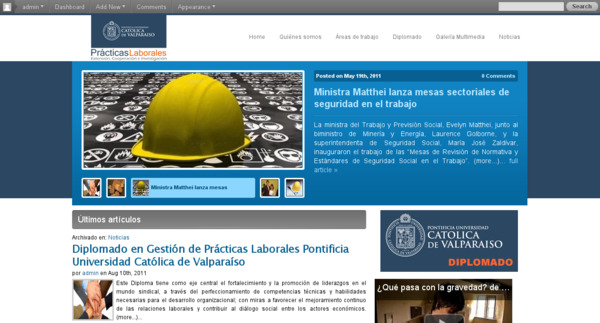 admin Dashboard Add New Comments Appearance Search
PONTIFICIA UNIVERSIDAD
CATOLICA
DE VALPARAISO
PrácticasLaborales
Extensión, Cooperación e Investigación
Home Quiénes somos Áreas de trabajo Diplomado Galería Multimedia Noticias
Posted on May 19th, 2011 0 Comments
Ministra Matthei lanza mesas sectoriales de
seguridad en el trabajo
La ministra del Trabajo y Previsión Social, Evelyn Matthei, junto al
biministro de Minería y Energía, Laurence Golborne, y la
superintendenta de Seguridad Social, María José Zaldívar,
inauguraron el trabajo de las "Mesas de Revisión de Normativa y
Estándares de Seguridad Social en el Trabajo". (more...) full
article »
Ministra Matthei lanza mesas
Últimos artículos
Archivado en: Noticias
Diplomado en Gestión de Prácticas Laborales Pontificia
Universidad Católica de Valparaíso
por admin on Aug 10th, 2011
Este Diploma tiene como eje central el fortalecimiento y la promoción de liderazgos en el
mundo sindical, a través del perfeccionamiento de competencias técnicas y habilidades
necesarias para el desarrollo organizacional; con miras a favorecer el mejoramiento continuo
de las relaciones laborales y contribuir al diálogo social entre los actores económicos.
(more...)...
PONTIFICIA UNIVERSIDAD
CATOLICA
DE VALPARAISO
DIPLOMADO
¿Qué pasa con la gravedad? de ...